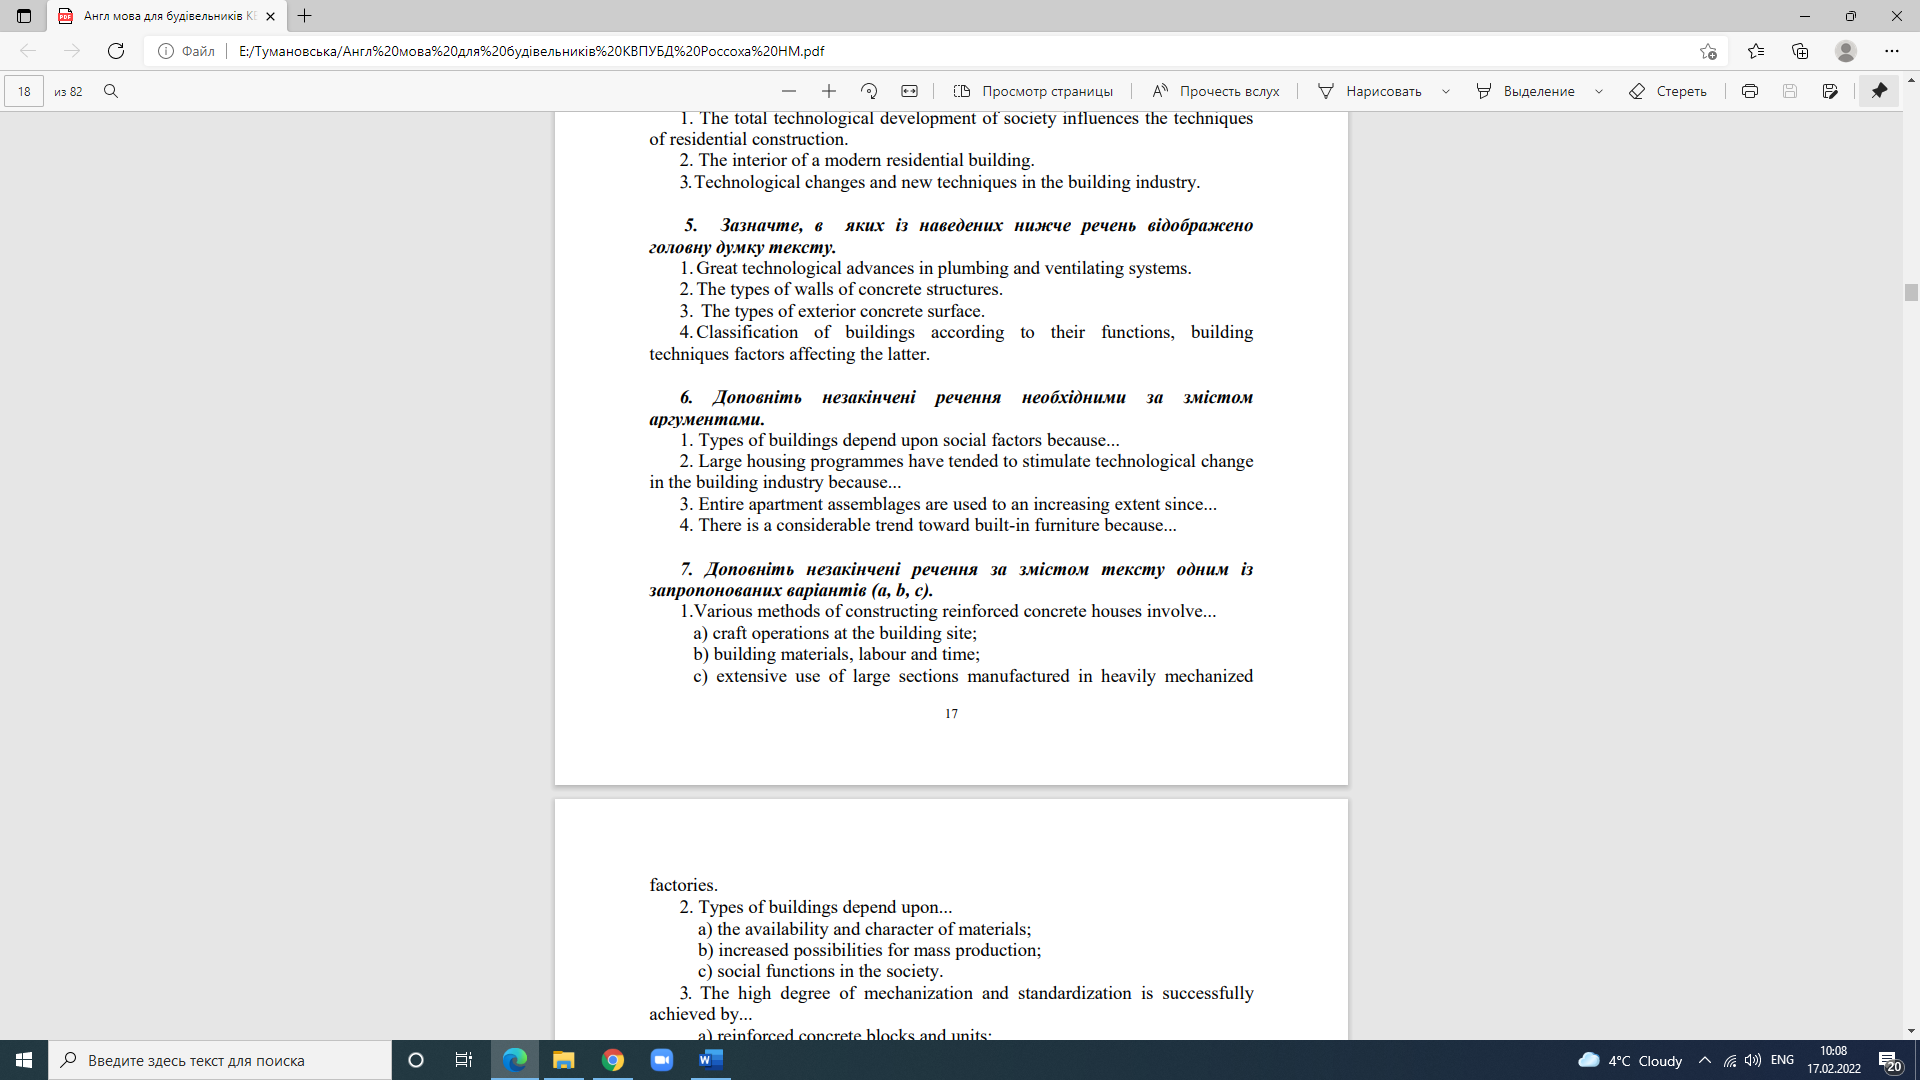 Англ мова для будівельників КВ
Файл
E:/Тумановська/Англ%20мова%20для%20будівельників%20КВПУБД%20Россоха%20НМ.pdf
18 из 82
Просмотр страницы
Прочесть вслух
Нарисовать
Выделение
Стереть
1. The total technological development of society influences the techniques
of residential construction.
2. The interior of a modern residential building.
3. Technological changes and new techniques in the building industry.
5. Зазначте, в яких із наведених нижче речень відображено
головну думку тексту.
1. Great technological advances in plumbing and ventilating systems.
2. The types of walls of concrete structures.
3. The types of exterior concrete surface.
4. Classification of buildings according to their functions, building
techniques factors affecting the latter.
6. Доповніть незакінчені речення необхідними за змістом
аргументами.
1. Types of buildings depend upon social factors because...
2. Large housing programmes have tended to stimulate technological change
in the building industry because...
3. Entire apartment assemblages are used to an increasing extent since...
4. There is a considerable trend toward built-in furniture because...
7. Доповніть незакінчені речення за змістом тексту одним із
запропонованих варіантів (a, b, c).
1.Various methods of constructing reinforced concrete houses involve...
a) craft operations at the building site;
b) building materials, labour and time;
c) extensive use of large sections manufactured in heavily mechanized
17
factories.
2. Types of buildings depend upon...
a) the availability and character of materials;
b) increased possibilities for mass production;
c) social functions in the society.
3. The high degree of mechanization and standardization is successfully
achieved by...
a) reinforced concrete blocks and units;
Введите здесь текст для поиска
4°C Cloudy
ENG
10:08
17.02.2022
20